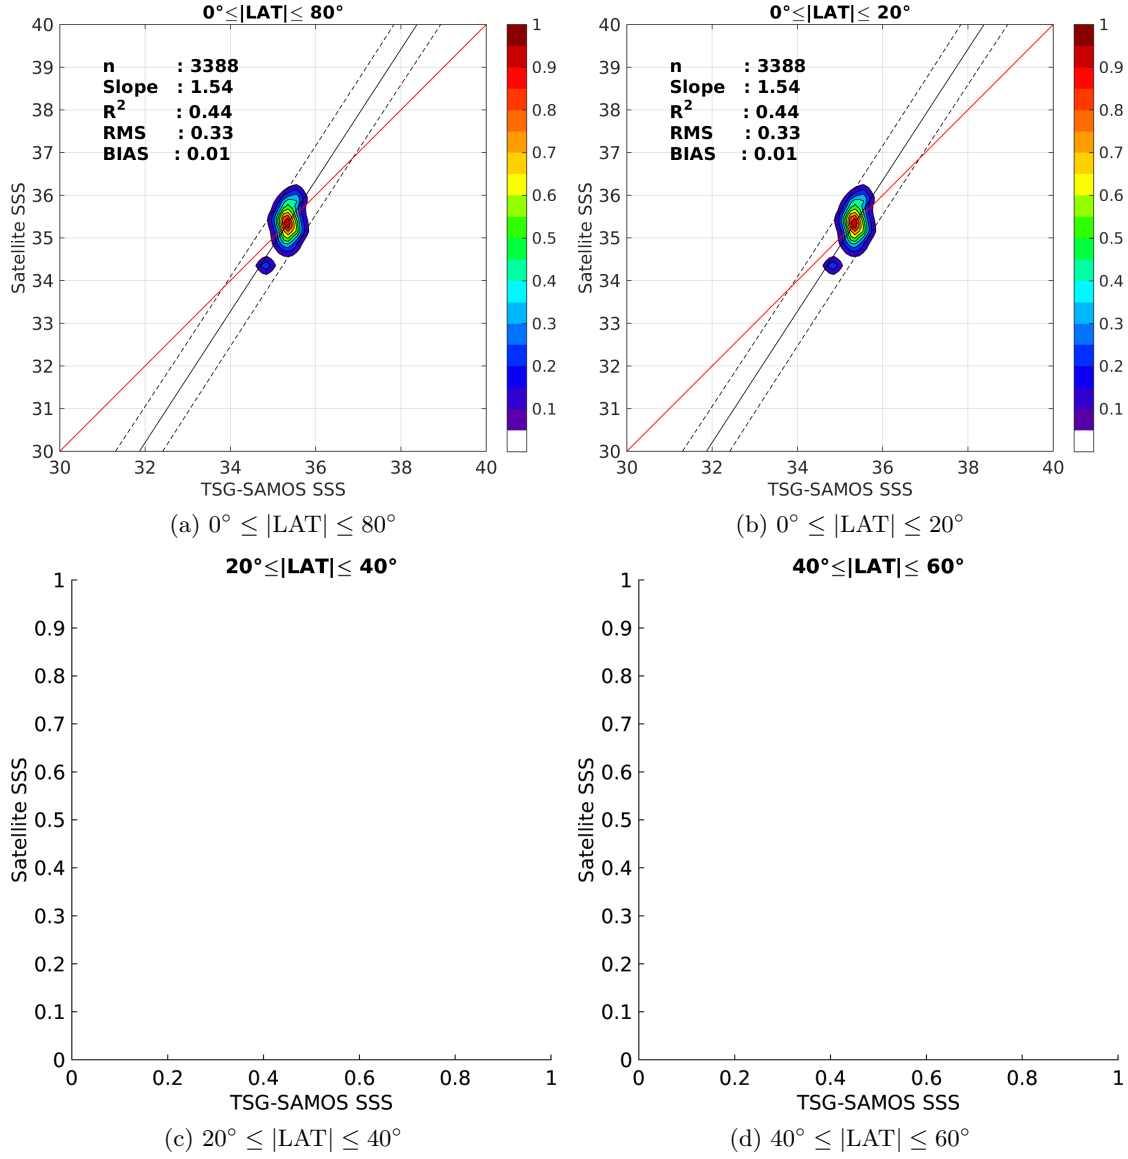 0°≤|LAT|≤ 80°
40
39
38
37
36
35
34
33
32
31
30
n : 3388
Slope : 1.54
R² : 0.44
RMS : 0.33
BIAS : 0.01
Satellite SSS
30 32 34 36 38 40
TSG-SAMOS SSS
1
0.9
0.8
0.7
0.6
0.5
0.4
0.3
0.2
0.1
(a) 0° ≤ |LAT| ≤ 80°
0°≤|LAT|≤ 20°
40
39
38
37
36
35
34
33
32
31
30
n : 3388
Slope : 1.54
R² : 0.44
RMS : 0.33
BIAS : 0.01
Satellite SSS
30 32 34 36 38 40
TSG-SAMOS SSS
1
0.9
0.8
0.7
0.6
0.5
0.4
0.3
0.2
0.1
(b) 0° ≤ |LAT| ≤ 20°
20°≤|LAT|≤ 40°
1
0.9
0.8
0.7
0.6
0.5
0.4
0.3
0.2
0.1
0
Satellite SSS
0 0.2 0.4 0.6 0.8 1
TSG-SAMOS SSS
(c) 20° ≤ |LAT| ≤ 40°
40°≤|LAT|≤ 60°
1
0.9
0.8
0.7
0.6
0.5
0.4
0.3
0.2
0.1
0
Satellite SSS
0 0.2 0.4 0.6 0.8 1
TSG-SAMOS SSS
(d) 40° ≤ |LAT| ≤ 60°